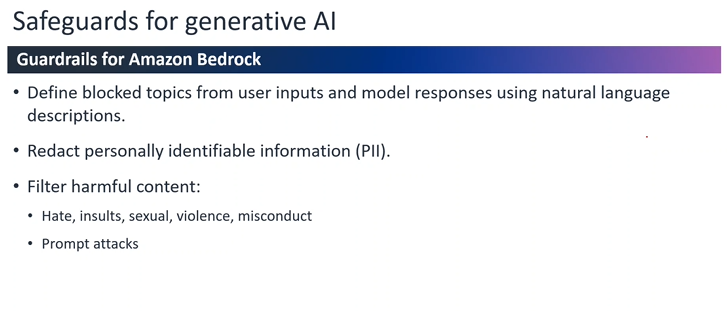 Safeguards for generative AI
Guardrails for Amazon Bedrock
• Define blocked topics from user inputs and model responses using natural language
descriptions.
• Redact personally identifiable information (PII).
• Filter harmful content:
• Hate, insults, sexual, violence, misconduct
• Prompt attacks